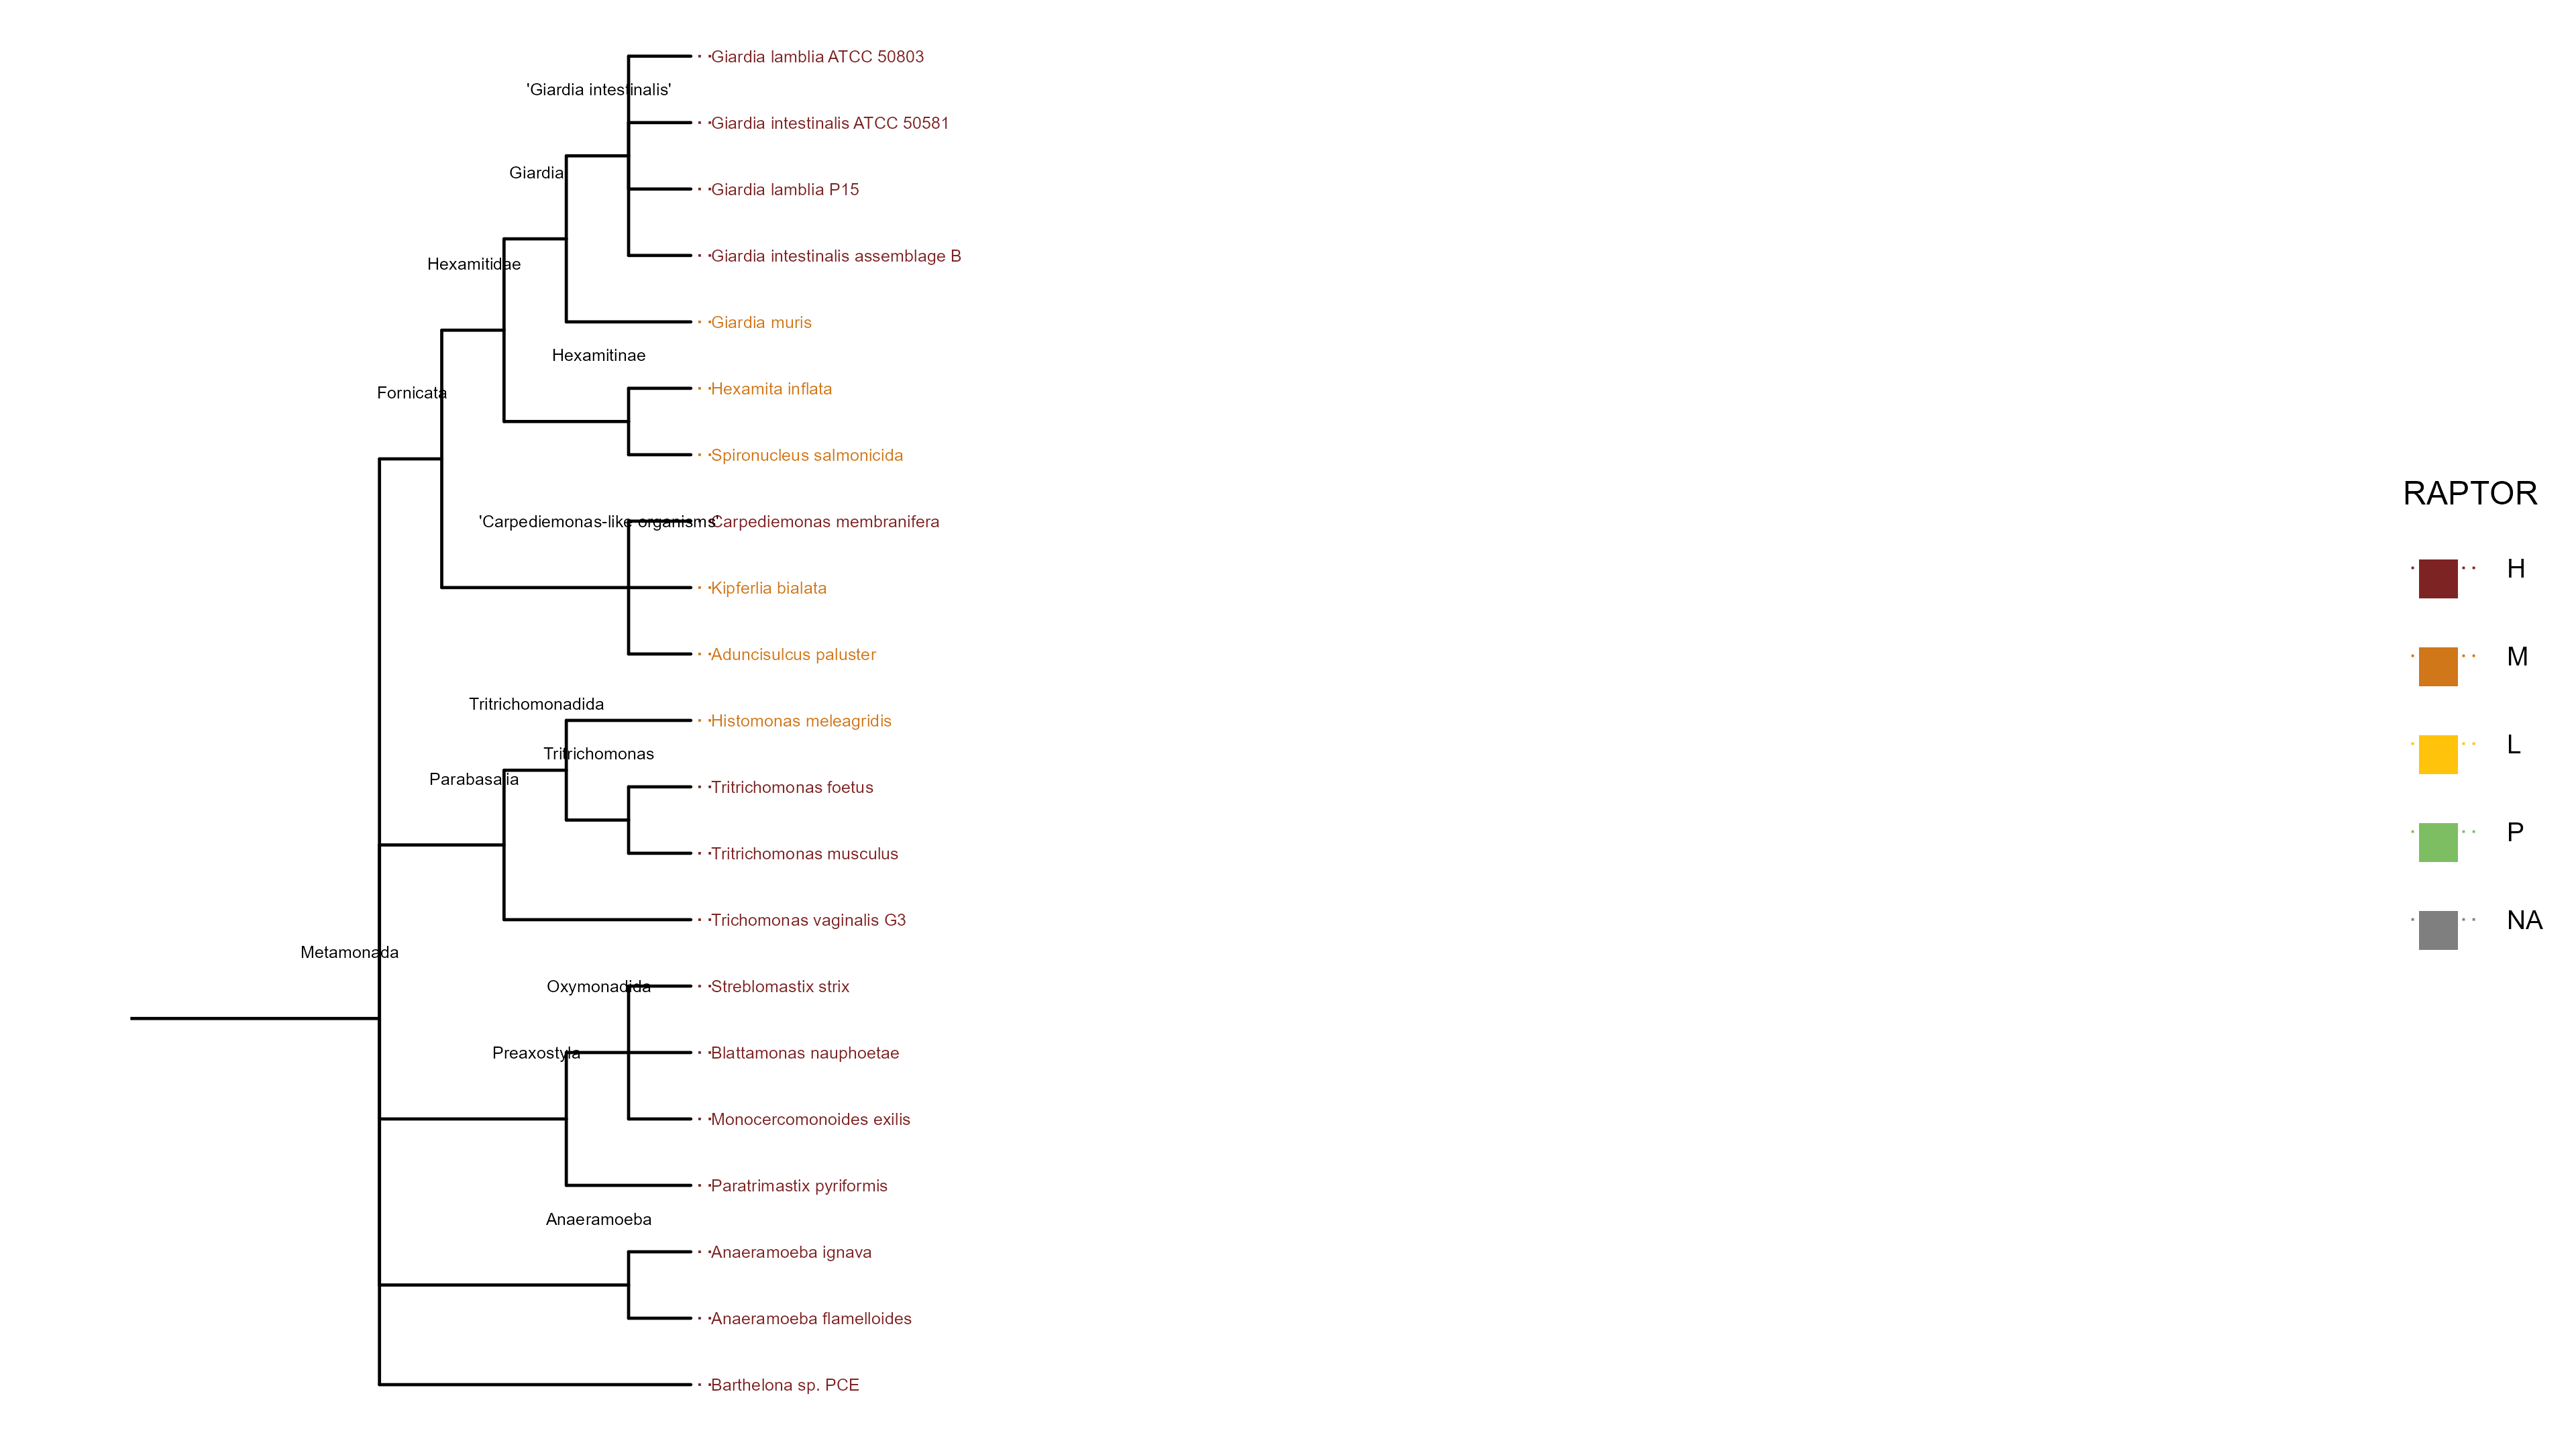 Giardia lamblia ATCC 50803
'Giardia intestinalis'
Giardia intestinalis ATCC 50581
Giardia
Giardia lamblia P15
Hexamitidae
Giardia intestinalis assemblage B
Giardia muris
Hexamitinae
Hexamita inflata
Fornicata
Spironucleus salmonicida
'Carpediemonas-like organisms'
Carpediemonas membranifera
Kipferlia bialata
Aduncisulcus paluster
Tritrichomonadida
Histomonas meleagridis
Tritrichomonas
Parabasalia
Tritrichomonas foetus
Tritrichomonas musculus
Trichomonas vaginalis G3
Metamonada
Oxymonadida
Streblomastix strix
Preaxostyla
Blattamonas nauphoetae
Monocercomonoides exilis
Paratrimastix pyriformis
Anaeramoeba
Anaeramoeba ignava
Anaeramoeba flamelloides
Barthelona sp. PCE
RAPTOR
H
M
L
P
NA